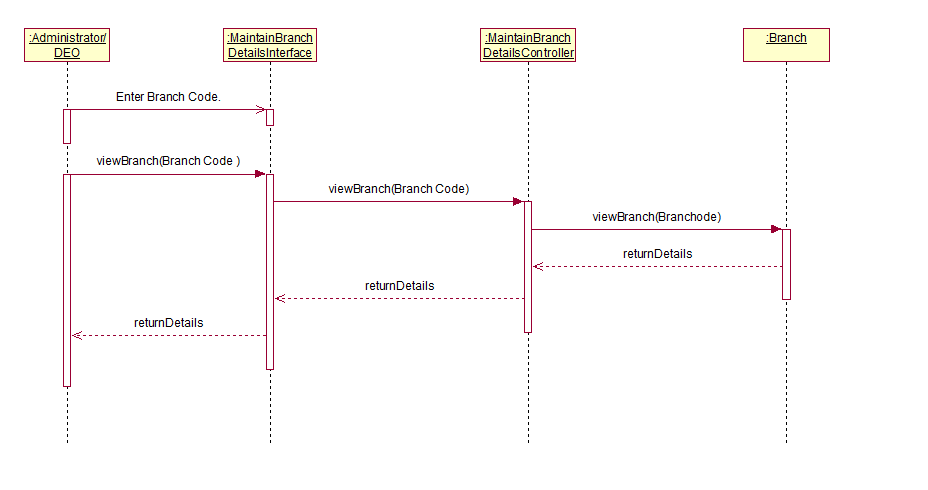 :Administrator/
DEO
:MaintainBranch
DetailsInterface
:MaintainBranch
DetailsController
:Branch
Enter Branch Code.
viewBranch(Branch Code )
viewBranch(Branch Code)
viewBranch(Branchode)
returnDetails
returnDetails
returnDetails